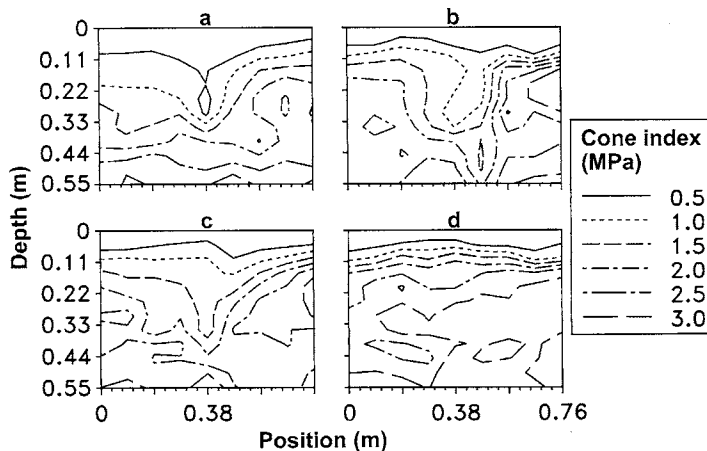 a b
0
0.11
0.22
0.33
0.44
0.55
Depth (m)
c d
0
0.11
0.22
0.33
0.44
0.55
0 0.38 0 0.38 0.76
Position (m)
Cone index
(MPa)
0.5
1.0
1.5
2.0
2.5
3.0